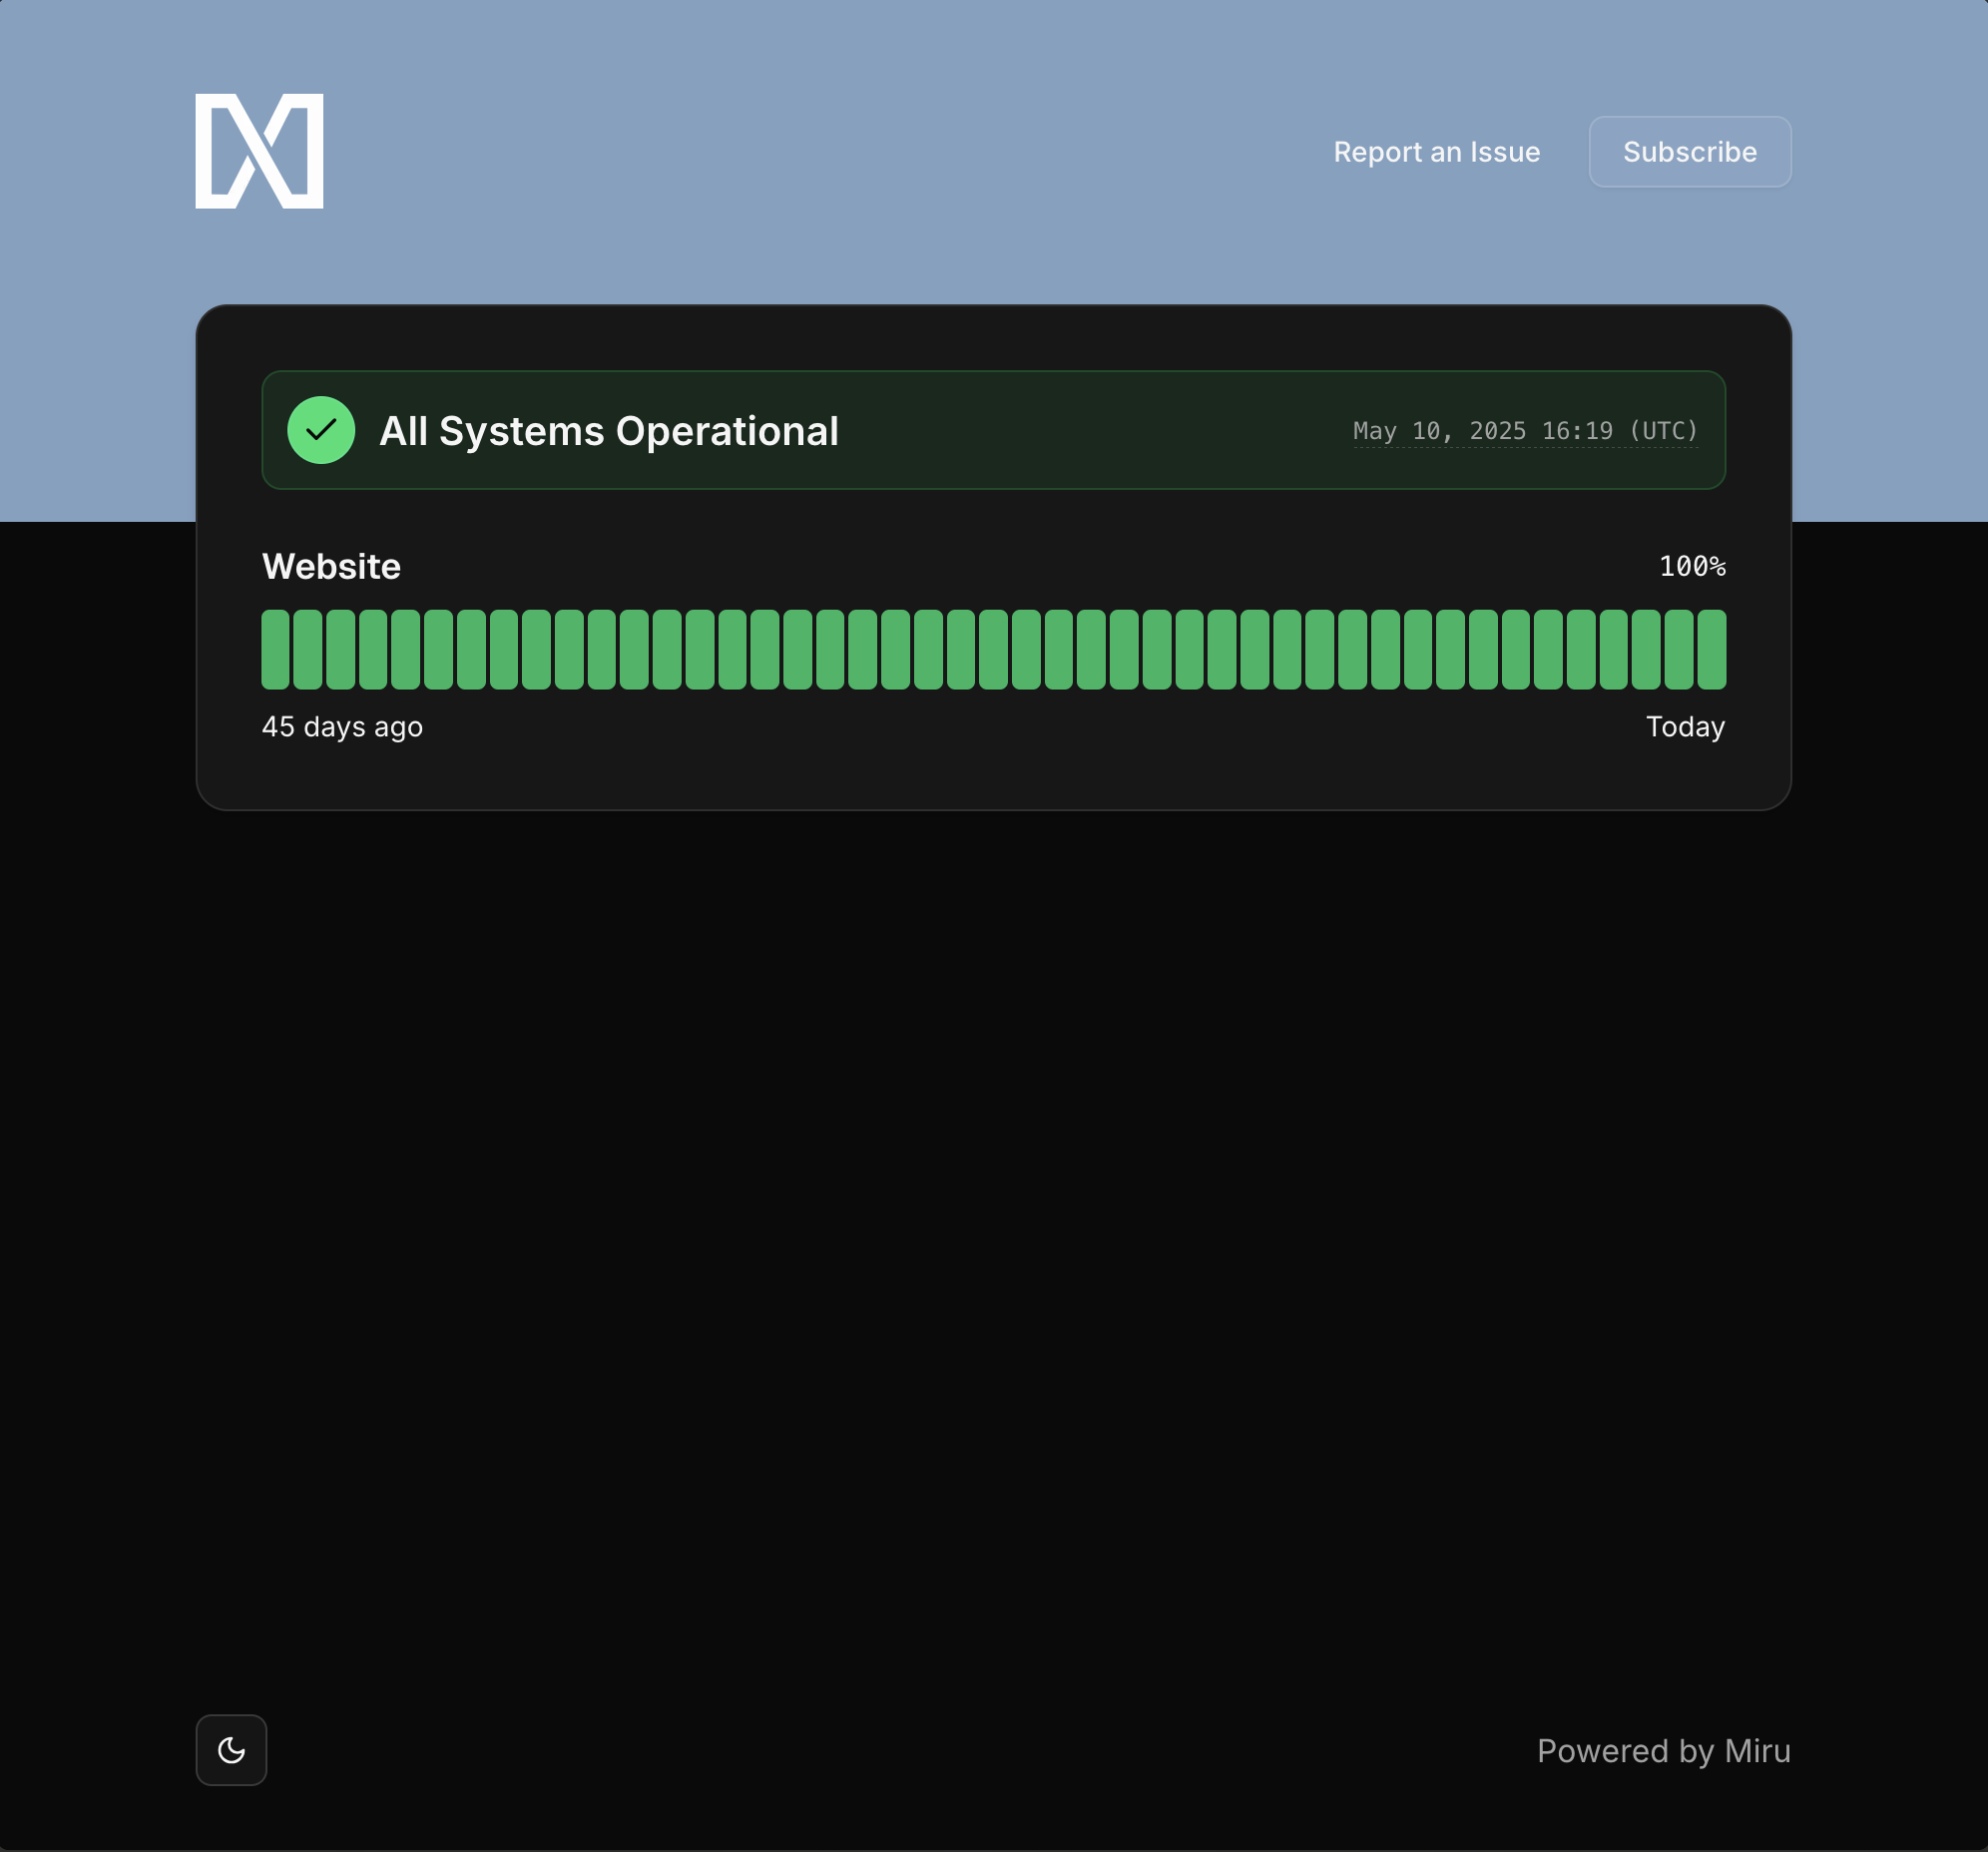 Report an Issue
Subscribe
All Systems Operational
May 10, 2025 16:19 (UTC)
Website
100%
45 days ago
Today
Powered by Miru